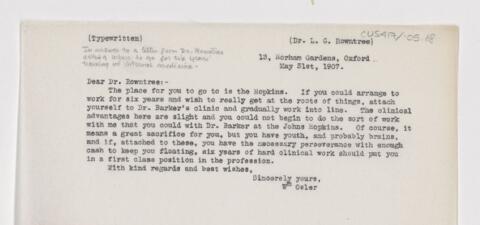 (Typewritten)
(Dr. L. G. Rowntree)
CUS417/
In answer to a letter from Dr. Rowntree
asking where to go for six years'
training in internal medicine.-
13, Norham Gardens, Oxford.
May 31st, 1907.
Dear Dr. Rowntree:-
The place for you to go to is the Hopkins. If you could arrange to
work for six years and wish to really get at the roots of things, attach
yourself to Dr. Barker's clinic and gradually work into line. The clinical
advantages here are slight and you could not begin to do the sort of work
with me that you could with Dr. Barker at the Johns Hopkins. Of course, it
means a great sacrifice for you, but you have youth, and probably brains,
and if, attached to these, you have the necessary perseverance with enough
cash to keep you floating, six years of hard clinical work should put you
in a first class position in the profession.
With kind regards and best wishes,
Sincerely yours,
Wm Osler